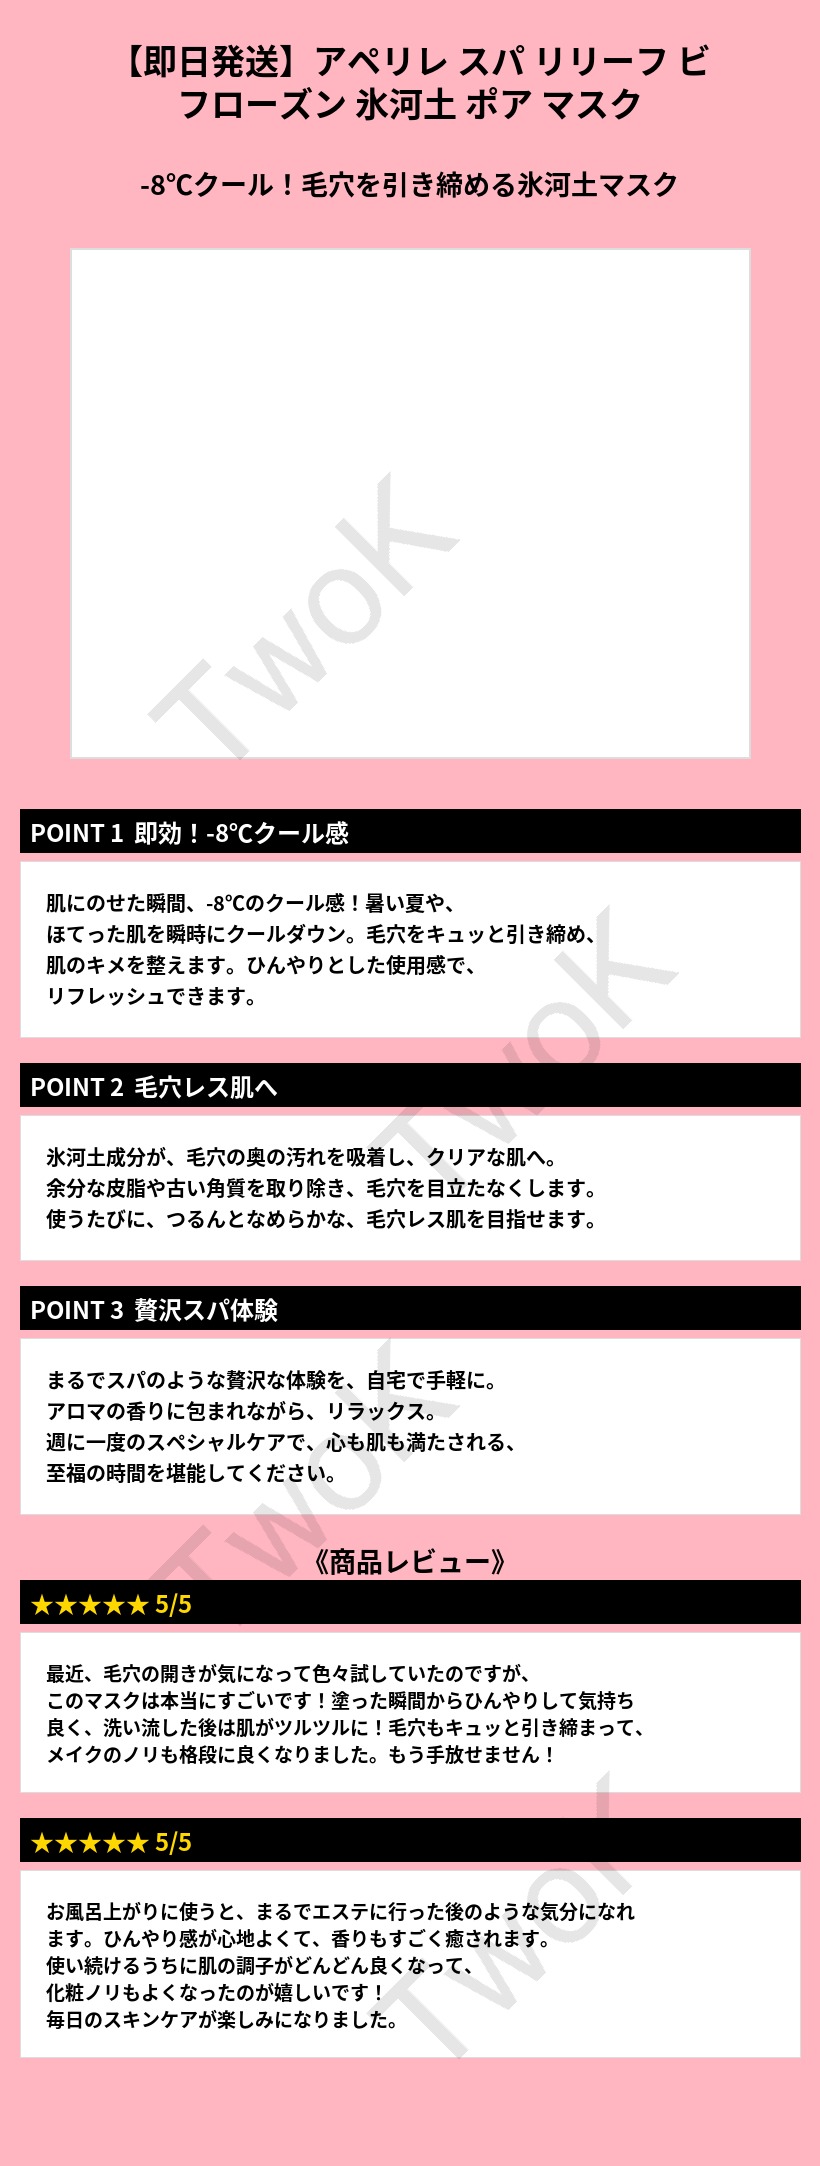 【即日発送】アペリレ スパ リリーフ ビ
フローズン 氷河土 ポア マスク
-8℃クール！毛穴を引き締める氷河土マスク
TwoK
POINT 1 即効！-8℃クール感
肌にのせた瞬間、-8℃のクール感！暑い夏や、
ほてった肌を瞬時にクールダウン。毛穴をキュッと引き締め、
肌のキメを整えます。ひんやりとした使用感で、
リフレッシュできます。
TwoK
POINT 2 毛穴レス肌へ
氷河土成分が、毛穴の奥の汚れを吸着し、クリアな肌へ。
余分な皮脂や古い角質を取り除き、毛穴を目立たなくします。
使うたびに、つるんとなめらかな、毛穴レス肌を目指せます。
POINT 3 贅沢スパ体験
まるでスパのような贅沢な体験を、自宅で手軽に。
アロマの香りに包まれながら、リラックス。
週に一度のスペシャルケアで、心も肌も満たされる、
至福の時間を堪能してください。
TwoK
《商品レビュー》
★★★★★ 5/5
最近、毛穴の開きが気になって色々試していたのですが、
このマスクは本当にすごいです！塗った瞬間からひんやりして気持ち
良く、洗い流した後は肌がツルツルに！毛穴もキュッと引き締まって、
メイクのノリも格段に良くなりました。もう手放せません！
★★★★★ 5/5
お風呂上がりに使うと、まるでエステに行った後のような気分になれ
ます。ひんやり感が心地よくて、香りもすごく癒されます。
使い続けるうちに肌の調子がどんどん良くなって、
化粧ノリもよくなったのが嬉しいです！
毎日のスキンケアが楽しみになりました。
TwoK